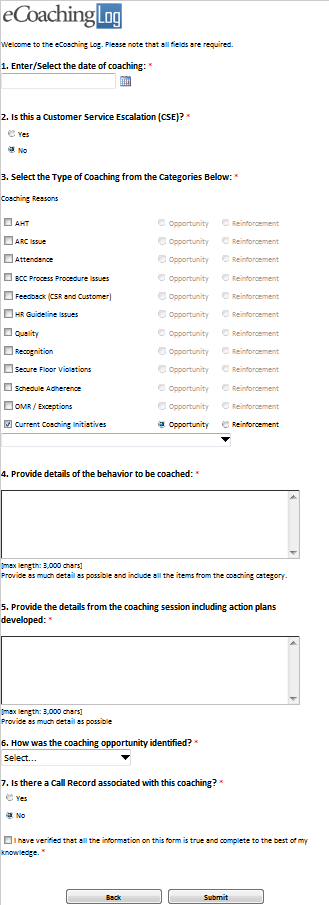 eCoaching Log
Welcome to the eCoaching Log. Please note that all fields are required.
1. Enter/Select the date of coaching: *
2. Is this a Customer Service Escalation (CSE)? *
Yes
No
3. Select the Type of Coaching from the Categories Below: *
Coaching Reasons
AHT Opportunity Reinforcement
ARC Issue Opportunity Reinforcement
Attendance Opportunity Reinforcement
BCC Process Procedure Issues Opportunity Reinforcement
Feedback (CSR and Customer) Opportunity Reinforcement
HR Guideline Issues Opportunity Reinforcement
Quality Opportunity Reinforcement
Recognition Opportunity Reinforcement
Secure Floor Violations Opportunity Reinforcement
Schedule Adherence Opportunity Reinforcement
OMR / Exceptions Opportunity Reinforcement
Current Coaching Initiatives Opportunity Reinforcement
4. Provide details of the behavior to be coached: *
[max length: 3,000 chars]
Provide as much detail as possible and include all the items from the coaching category.
5. Provide the details from the coaching session including action plans
developed: *
[max length: 3,000 chars]
Provide as much detail as possible
6. How was the coaching opportunity identified? *
Select...
7. Is there a Call Record associated with this coaching? *
Yes
No
I have verified that all the information on this form is true and complete to the best of my
knowledge. *
Back Submit